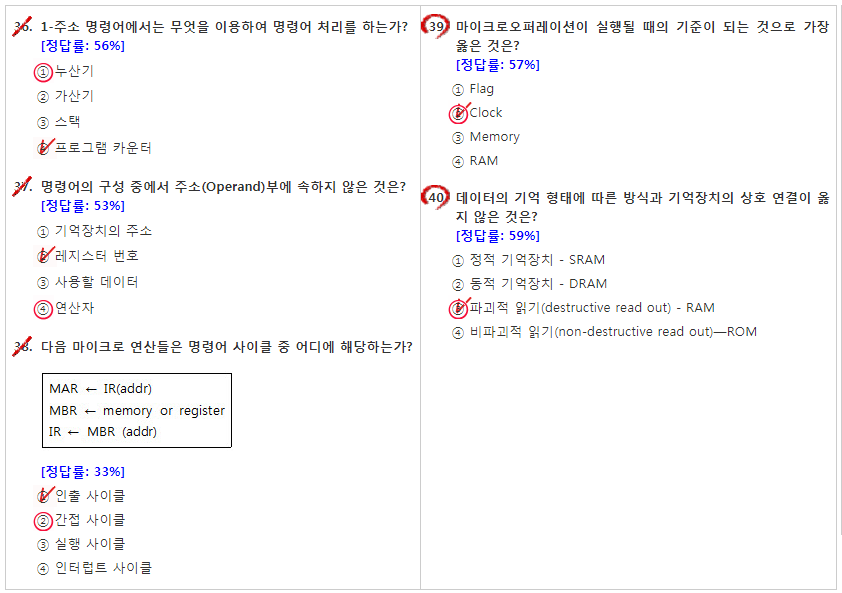 36. 1-주소 명령어에서는 무엇을 이용하여 명령어 처리를 하는가?
[정답률: 56%]
① 누산기
② 가산기
③ 스택
④ 프로그램 카운터
37. 명령어의 구성 중에서 주소(Operand)부에 속하지 않은 것은?
[정답률: 53%]
① 기억장치의 주소
② 레지스터 번호
③ 사용할 데이터
④ 연산자
38. 다음 마이크로 연산들은 명령어 사이클 중 어디에 해당하는가?
MAR ← IR(addr)
MBR ← memory or register
IR ← MBR (addr)
[정답률: 33%]
① 인출 사이클
② 간접 사이클
③ 실행 사이클
④ 인터럽트 사이클
39. 마이크로오퍼레이션이 실행될 때의 기준이 되는 것으로 가장
옳은 것은?
[정답률: 57%]
① Flag
② Clock
③ Memory
④ RAM
40. 데이터의 기억 형태에 따른 방식과 기억장치의 상호 연결이 옳
지 않은 것은?
[정답률: 59%]
① 정적 기억장치 - SRAM
② 동적 기억장치 - DRAM
③ 파괴적 읽기(destructive read out) - RAM
④ 비파괴적 읽기(non-destructive read out)—ROM